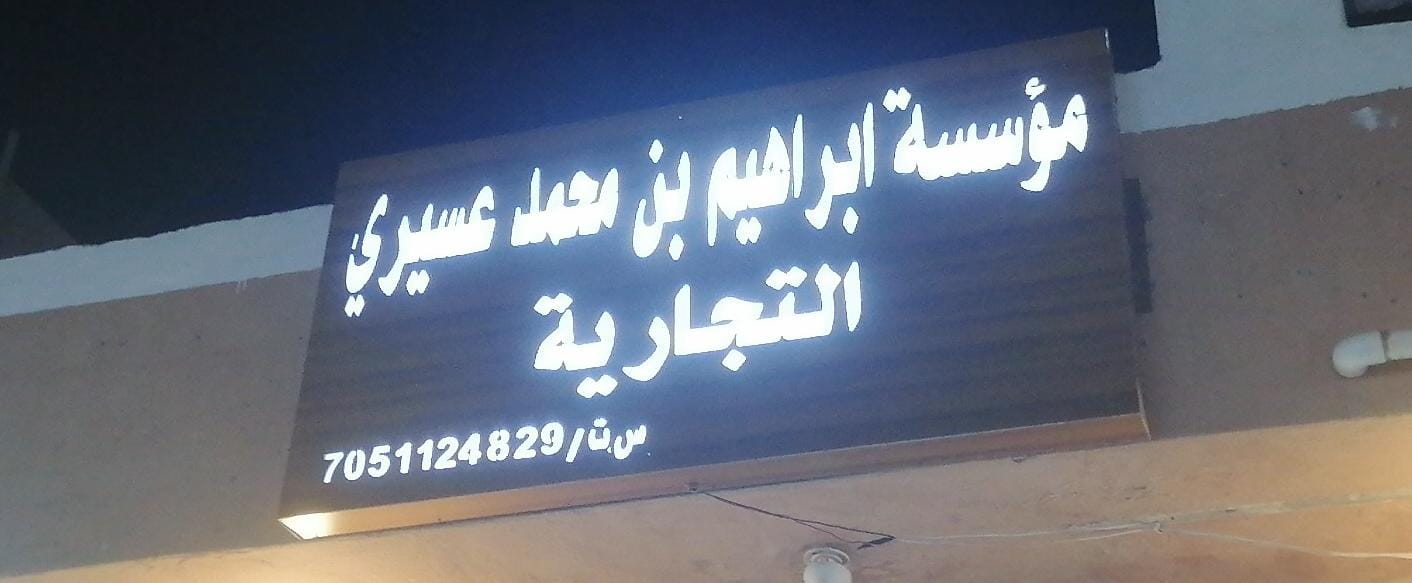 مؤسسة ابراهيم بن محمد عسيري
التجارية
س.ت/7051124829